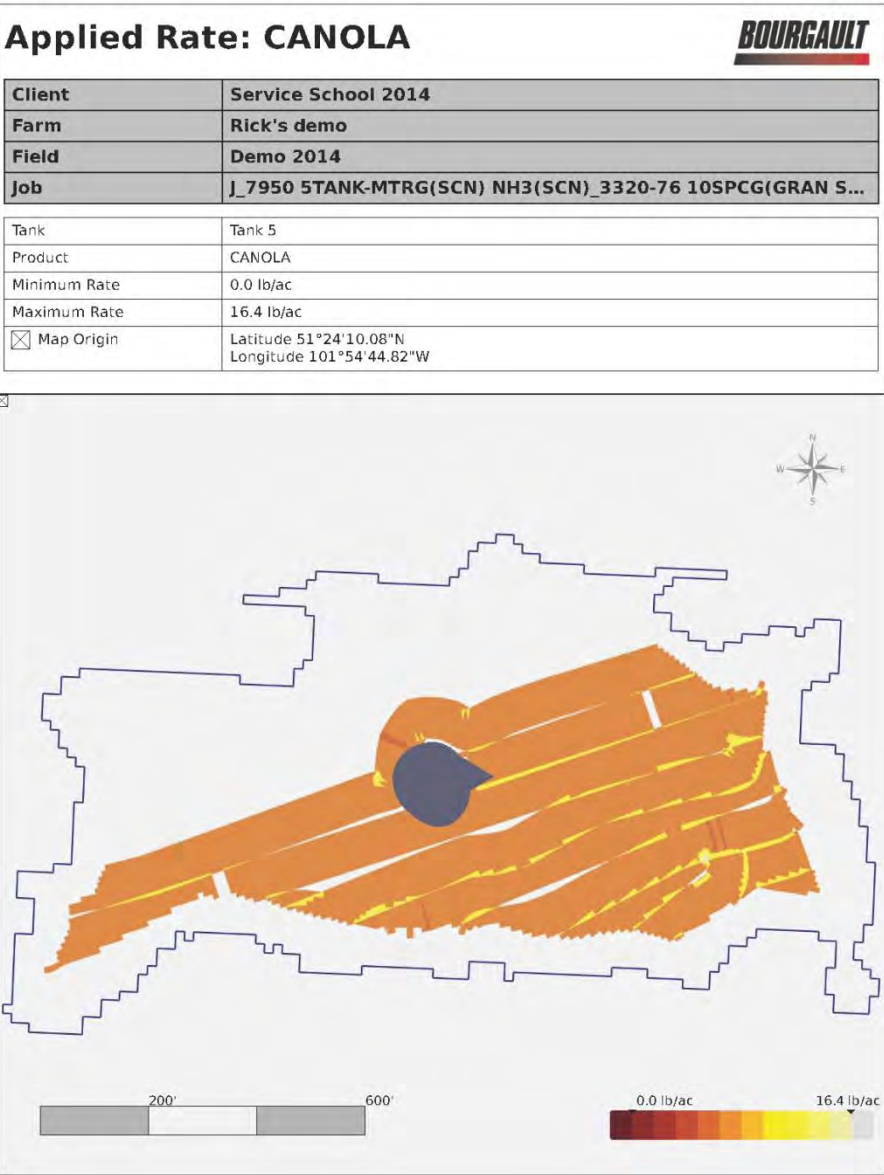 Applied Rate: CANOLA
BOURGAULT
Client Service School 2014
Farm Rick's demo
Field Demo 2014
Job J_7950 5TANK-MTRG(SCN) NH3(SCN)_3320-76 10SPCG(GRAN S...
Tank Tank 5
Product CANOLA
Minimum Rate 0.0 lb/ac
Maximum Rate 16.4 lb/ac
Map Origin Latitude 51°24'10.08"N
Longitude 101°54'44.82"W
N
W E
S
200' 600' 0.0 lb/ac 16.4 lb/ac